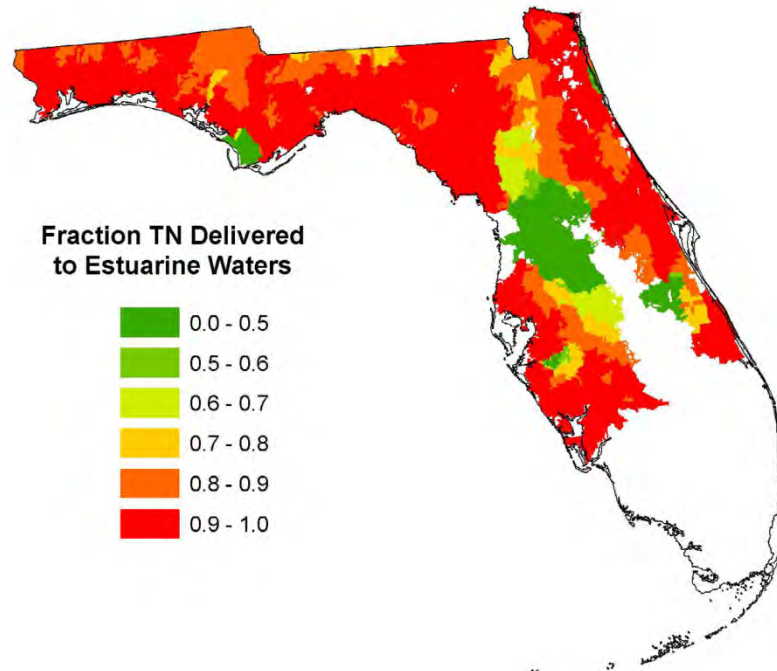 Fraction TN Delivered
to Estuarine Waters
0.0 - 0.5
0.5 - 0.6
0.6 - 0.7
0.7 - 0.8
0.8 - 0.9
0.9 - 1.0